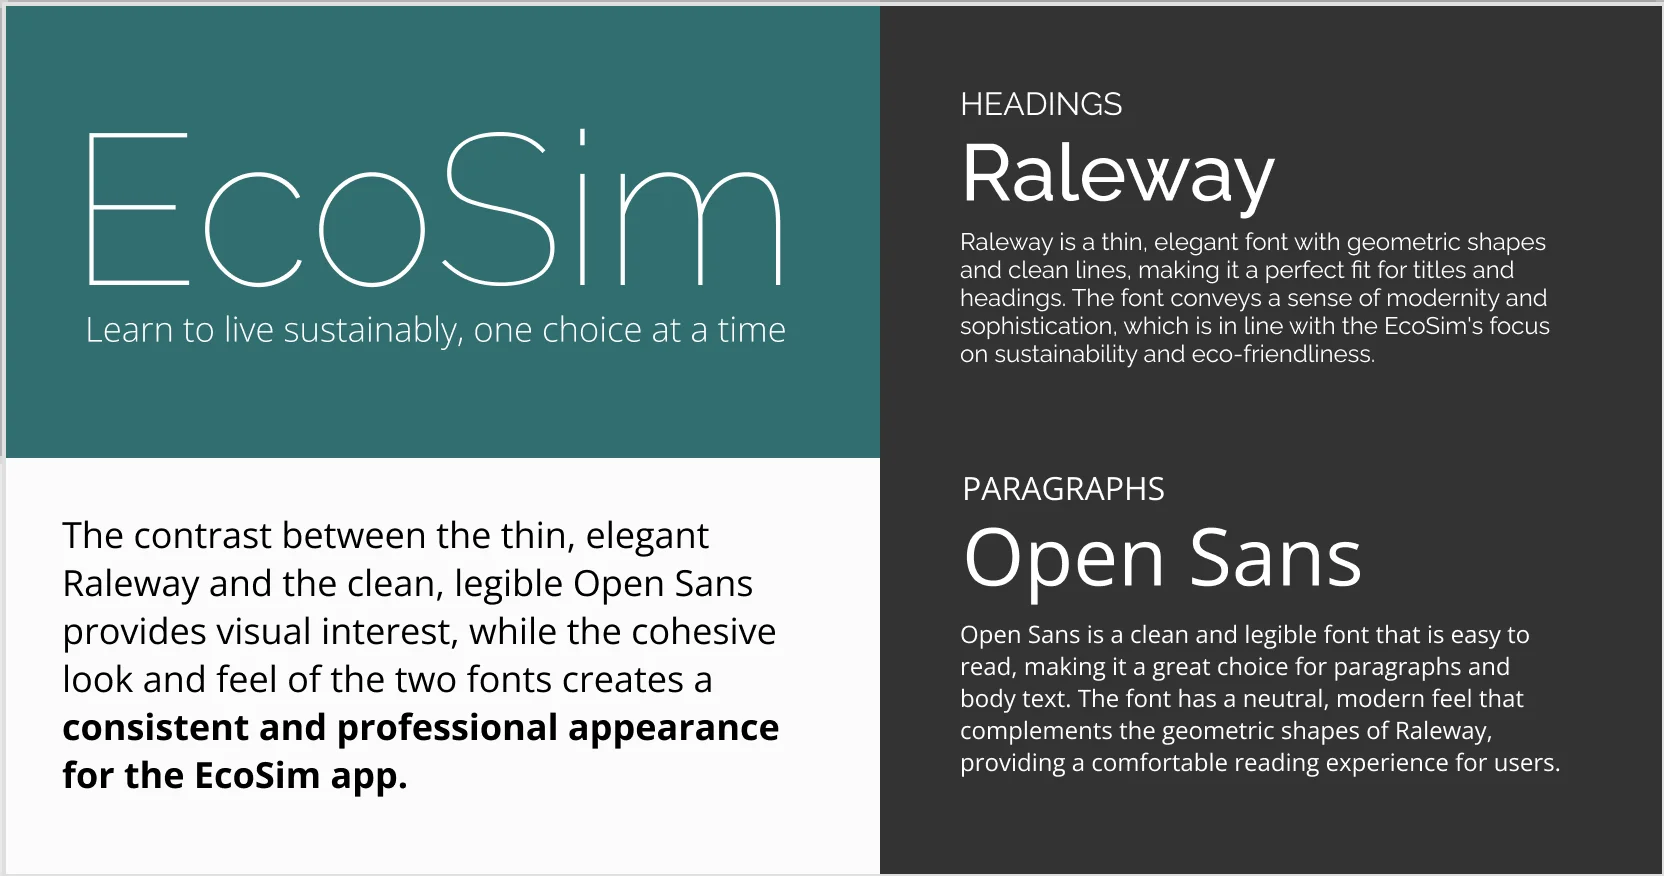 EcoSim
Learn to live sustainably, one choice at a time
The contrast between the thin, elegant
Raleway and the clean, legible Open Sans
provides visual interest, while the cohesive
look and feel of the two fonts creates a
consistent and professional appearance
for the EcoSim app.
HEADINGS
Raleway
Raleway is a thin, elegant font with geometric shapes
and clean lines, making it a perfect fit for titles and
headings. The font conveys a sense of modernity and
sophistication, which is in line with the EcoSim's focus
on sustainability and eco-friendliness.
PARAGRAPHS
Open Sans
Open Sans is a clean and legible font that is easy to
read, making it a great choice for paragraphs and
body text. The font has a neutral, modern feel that
complements the geometric shapes of Raleway,
providing a comfortable reading experience for users.